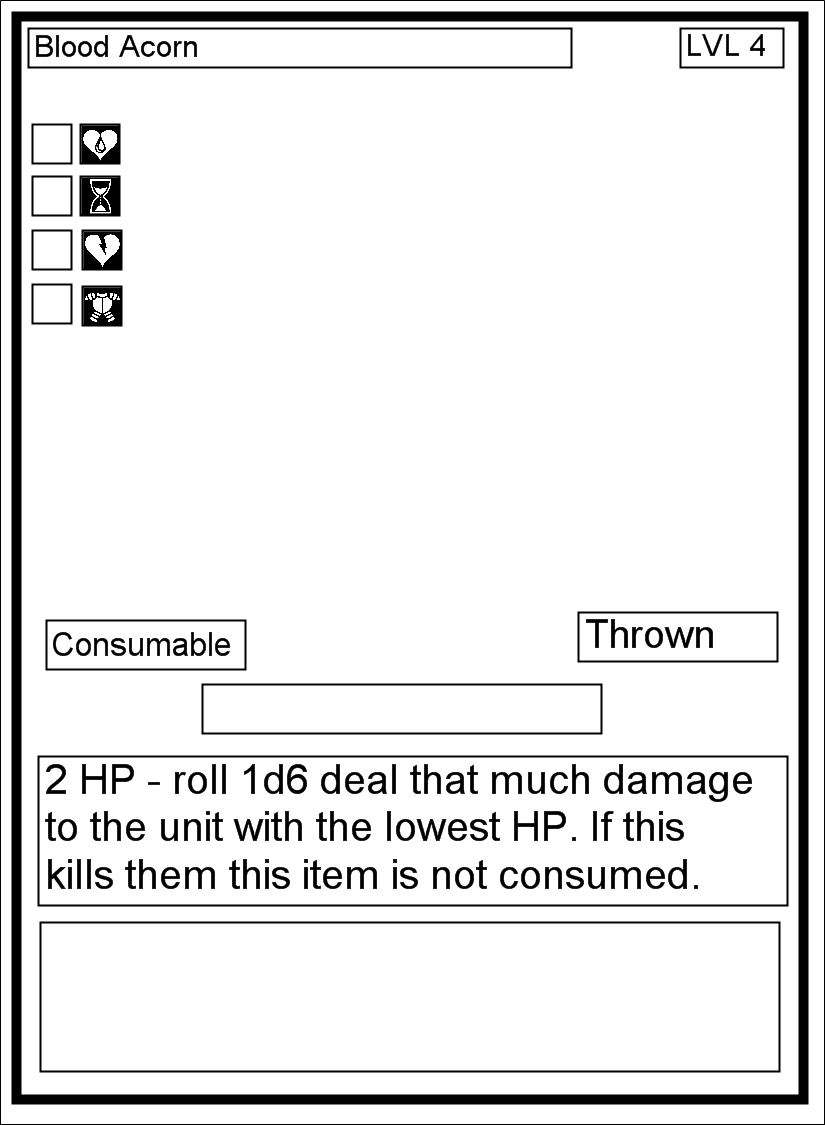 Blood Acorn
LVL 4
Consumable
Thrown
2 HP - roll 1d6 deal that much damage
to the unit with the lowest HP. If this
kills them this item is not consumed.